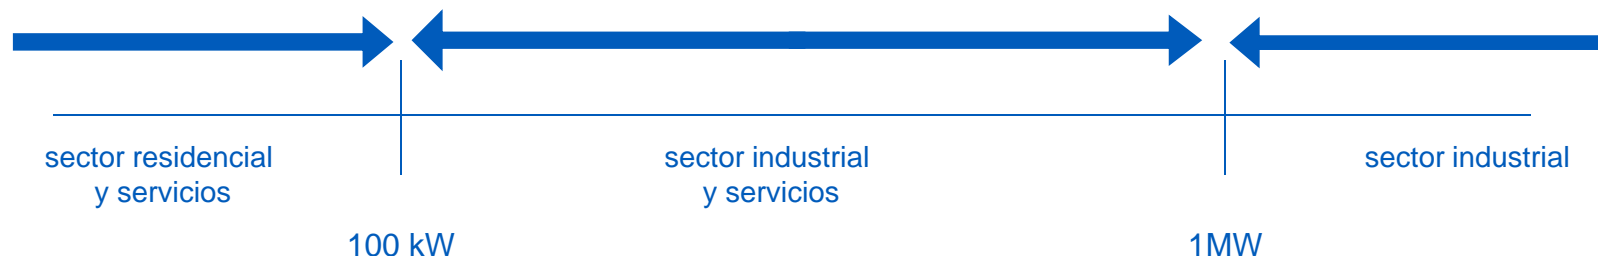 sector residencial
y servicios
sector industrial
y servicios
sector industrial
100 kW
1MW